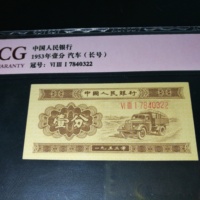 CG
WARRANTY
中国人民银行
1953年壹分 汽车（长号）
冠号: VI III I 7840322
中国人民银行
VI III I 7840322
壹分
一九五三年